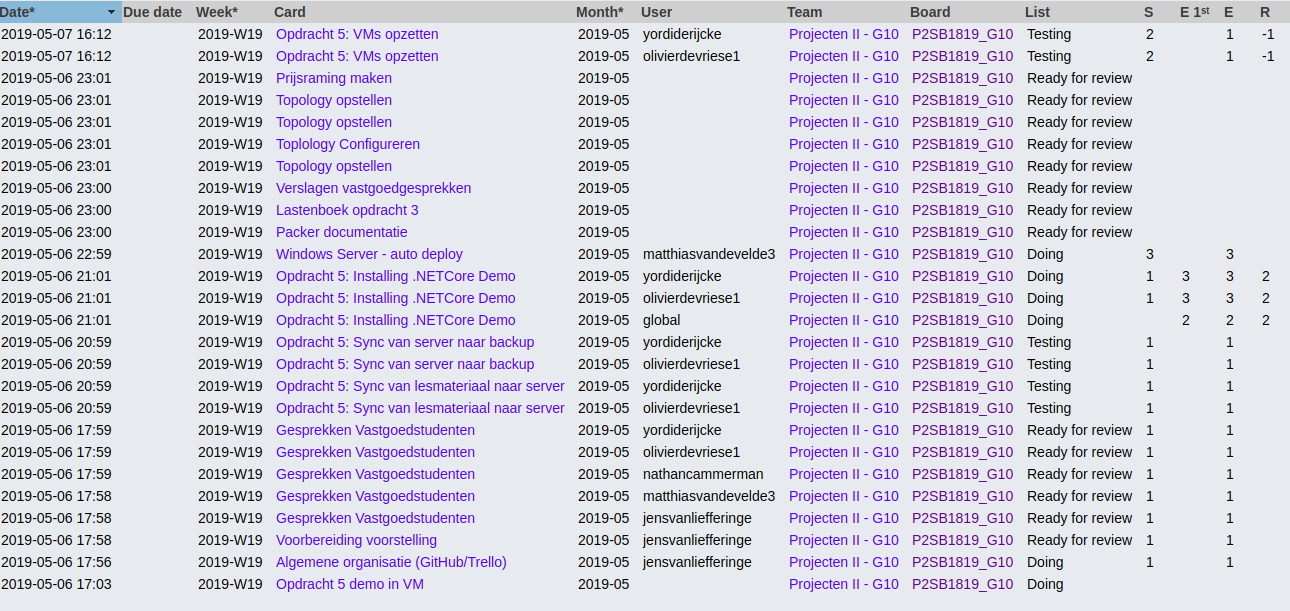 Date* Due date Week* Card Month* User Team Board List S E 1st E R
2019-05-07 16:12 2019-W19 Opdracht 5: VMs opzetten 2019-05 yordiderijcke Projecten II - G10 P2SB1819_G10 Testing 2 1 -1
2019-05-07 16:12 2019-W19 Opdracht 5: VMs opzetten 2019-05 olivierdevriese1 Projecten II - G10 P2SB1819_G10 Testing 2 1 -1
2019-05-06 23:01 2019-W19 Prijsraming maken 2019-05 Projecten II - G10 P2SB1819_G10 Ready for review
2019-05-06 23:01 2019-W19 Topology opstellen 2019-05 Projecten II - G10 P2SB1819_G10 Ready for review
2019-05-06 23:01 2019-W19 Topology opstellen 2019-05 Projecten II - G10 P2SB1819_G10 Ready for review
2019-05-06 23:01 2019-W19 Toplology Configureren 2019-05 Projecten II - G10 P2SB1819_G10 Ready for review
2019-05-06 23:01 2019-W19 Topology opstellen 2019-05 Projecten II - G10 P2SB1819_G10 Ready for review
2019-05-06 23:00 2019-W19 Verslagen vastgoedgesprekken 2019-05 Projecten II - G10 P2SB1819_G10 Ready for review
2019-05-06 23:00 2019-W19 Lastenboek opdracht 3 2019-05 Projecten II - G10 P2SB1819_G10 Ready for review
2019-05-06 23:00 2019-W19 Packer documentatie 2019-05 Projecten II - G10 P2SB1819_G10 Ready for review
2019-05-06 22:59 2019-W19 Windows Server - auto deploy 2019-05 matthiasvandevelde3 Projecten II - G10 P2SB1819_G10 Doing 3 3
2019-05-06 21:01 2019-W19 Opdracht 5: Installing .NETCore Demo 2019-05 yordiderijcke Projecten II - G10 P2SB1819_G10 Doing 1 3 3 2
2019-05-06 21:01 2019-W19 Opdracht 5: Installing .NETCore Demo 2019-05 olivierdevriese1 Projecten II - G10 P2SB1819_G10 Doing 1 3 3 2
2019-05-06 21:01 2019-W19 Opdracht 5: Installing .NETCore Demo 2019-05 global Projecten II - G10 P2SB1819_G10 Doing 2 2 2
2019-05-06 20:59 2019-W19 Opdracht 5: Sync van server naar backup 2019-05 yordiderijcke Projecten II - G10 P2SB1819_G10 Testing 1 1
2019-05-06 20:59 2019-W19 Opdracht 5: Sync van server naar backup 2019-05 olivierdevriese1 Projecten II - G10 P2SB1819_G10 Testing 1 1
2019-05-06 20:59 2019-W19 Opdracht 5: Sync van lesmateriaal naar server 2019-05 yordiderijcke Projecten II - G10 P2SB1819_G10 Testing 1 1
2019-05-06 20:59 2019-W19 Opdracht 5: Sync van lesmateriaal naar server 2019-05 olivierdevriese1 Projecten II - G10 P2SB1819_G10 Testing 1 1
2019-05-06 17:59 2019-W19 Gesprekken Vastgoedstudenten 2019-05 yordiderijcke Projecten II - G10 P2SB1819_G10 Ready for review 1 1
2019-05-06 17:59 2019-W19 Gesprekken Vastgoedstudenten 2019-05 olivierdevriese1 Projecten II - G10 P2SB1819_G10 Ready for review 1 1
2019-05-06 17:59 2019-W19 Gesprekken Vastgoedstudenten 2019-05 nathancammerman Projecten II - G10 P2SB1819_G10 Ready for review 1 1
2019-05-06 17:58 2019-W19 Gesprekken Vastgoedstudenten 2019-05 matthiasvandevelde3 Projecten II - G10 P2SB1819_G10 Ready for review 1 1
2019-05-06 17:58 2019-W19 Gesprekken Vastgoedstudenten 2019-05 jensvanliefferinge Projecten II - G10 P2SB1819_G10 Ready for review 1 1
2019-05-06 17:58 2019-W19 Voorbereiding voorstelling 2019-05 jensvanliefferinge Projecten II - G10 P2SB1819_G10 Ready for review 1 1
2019-05-06 17:56 2019-W19 Algemene organisatie (GitHub/Trello) 2019-05 jensvanliefferinge Projecten II - G10 P2SB1819_G10 Doing 1 1
2019-05-06 17:03 2019-W19 Opdracht 5 demo in VM 2019-05 Projecten II - G10 P2SB1819_G10 Doing